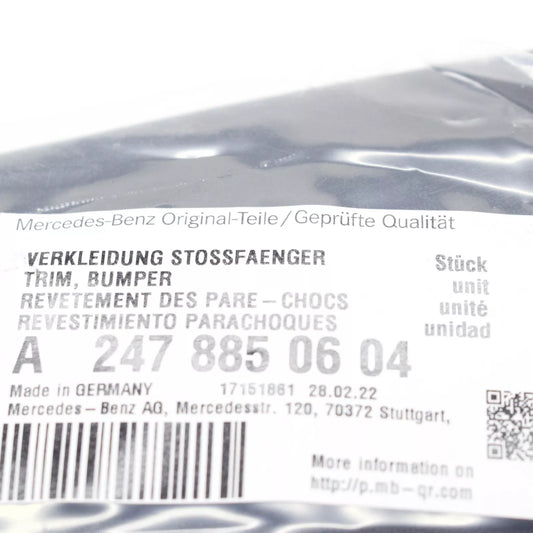 Mercedes-Benz Original-Teile/Geprüfte Qualität
VERKLEIDUNG STOSSFAENGER
TRIM, BUMPER
REVETEMENT DES PARE-CHOCS
REVESTIMIENTO PARACHOQUES
Stück
unit
unité
unidad
A 247 885 06 04
Made in GERMANY 17151861 28.02.22
Mercedes-Benz AG, Mercedesstr. 120, 70372 Stuttgart,
More information on
http://p.mb-qr.com